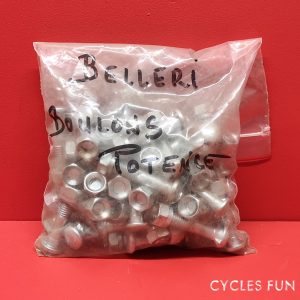 BELLERI
BOULONS
POTENCE
CYCLES FUN